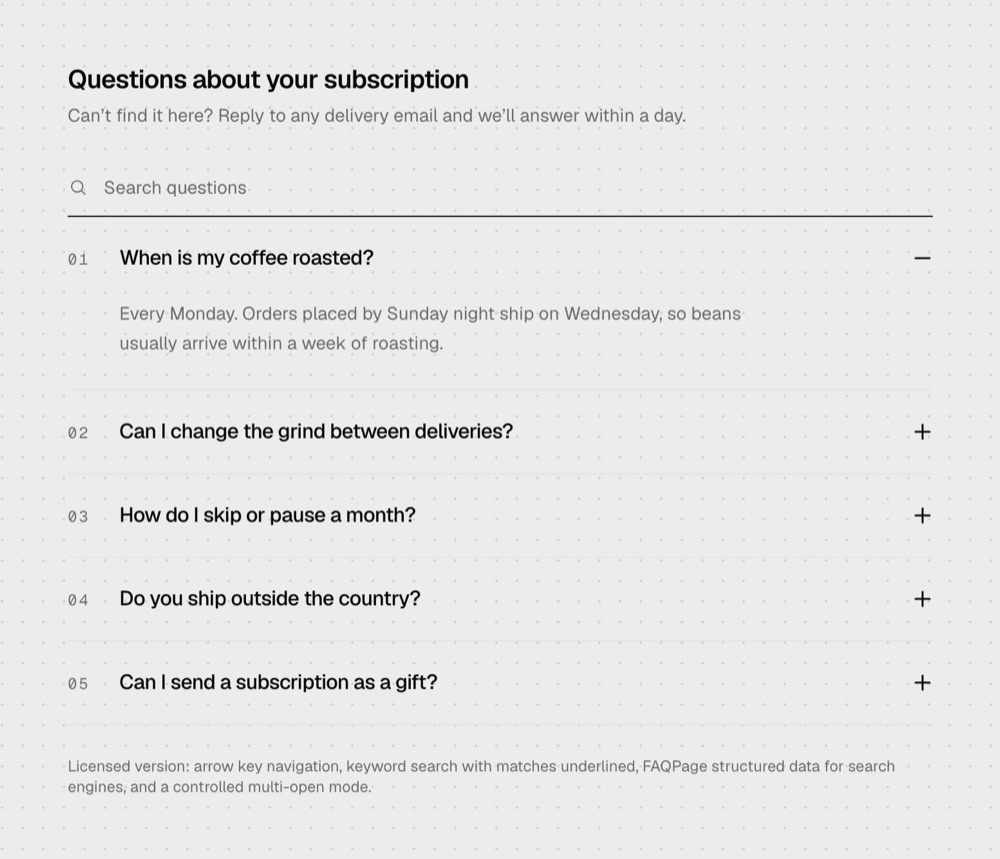 Questions about your subscription
Can’t find it here? Reply to any delivery email and we’ll answer within a day.
Search questions
01 When is my coffee roasted?
Every Monday. Orders placed by Sunday night ship on Wednesday, so beans
usually arrive within a week of roasting.
02 Can I change the grind between deliveries?
03 How do I skip or pause a month?
04 Do you ship outside the country?
05 Can I send a subscription as a gift?
Licensed version: arrow key navigation, keyword search with matches underlined, FAQPage structured data for search
engines, and a controlled multi-open mode.